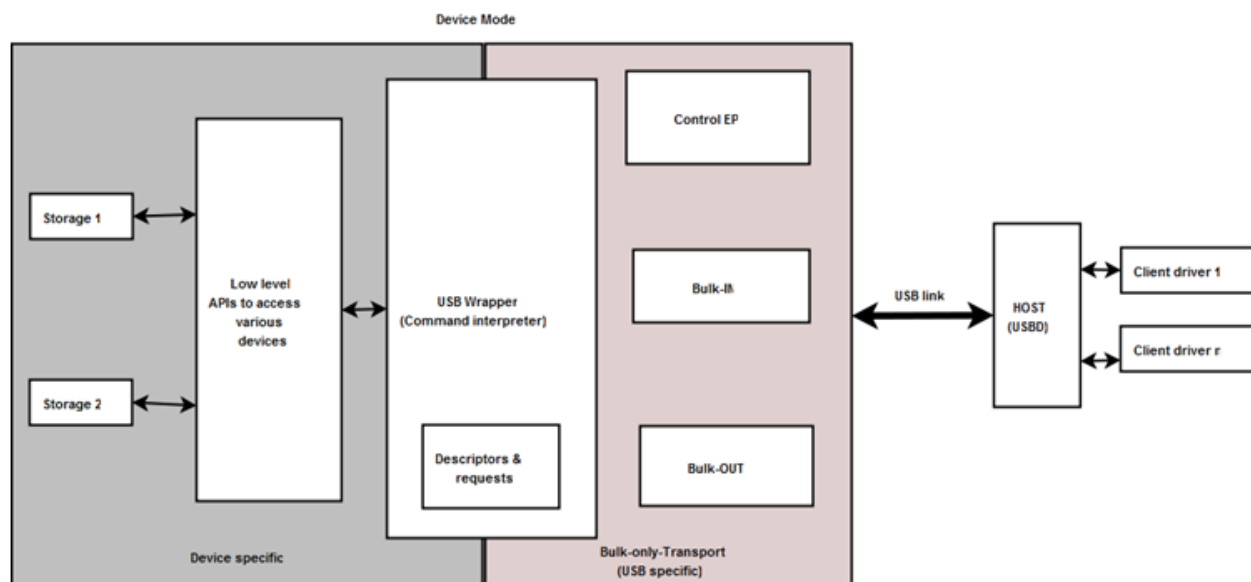 Device Mode
Control EP
Storage 1
Low level
APIs to access
various
devices
USB Wrapper
(Command interpreter)
Bulk-IN
USB link
HOST
(USBD)
Client driver 1
Client driver n
Storage 2
Descriptors &
requests
Bulk-OUT
Device specific
Bulk-only-Transport
(USB specific)